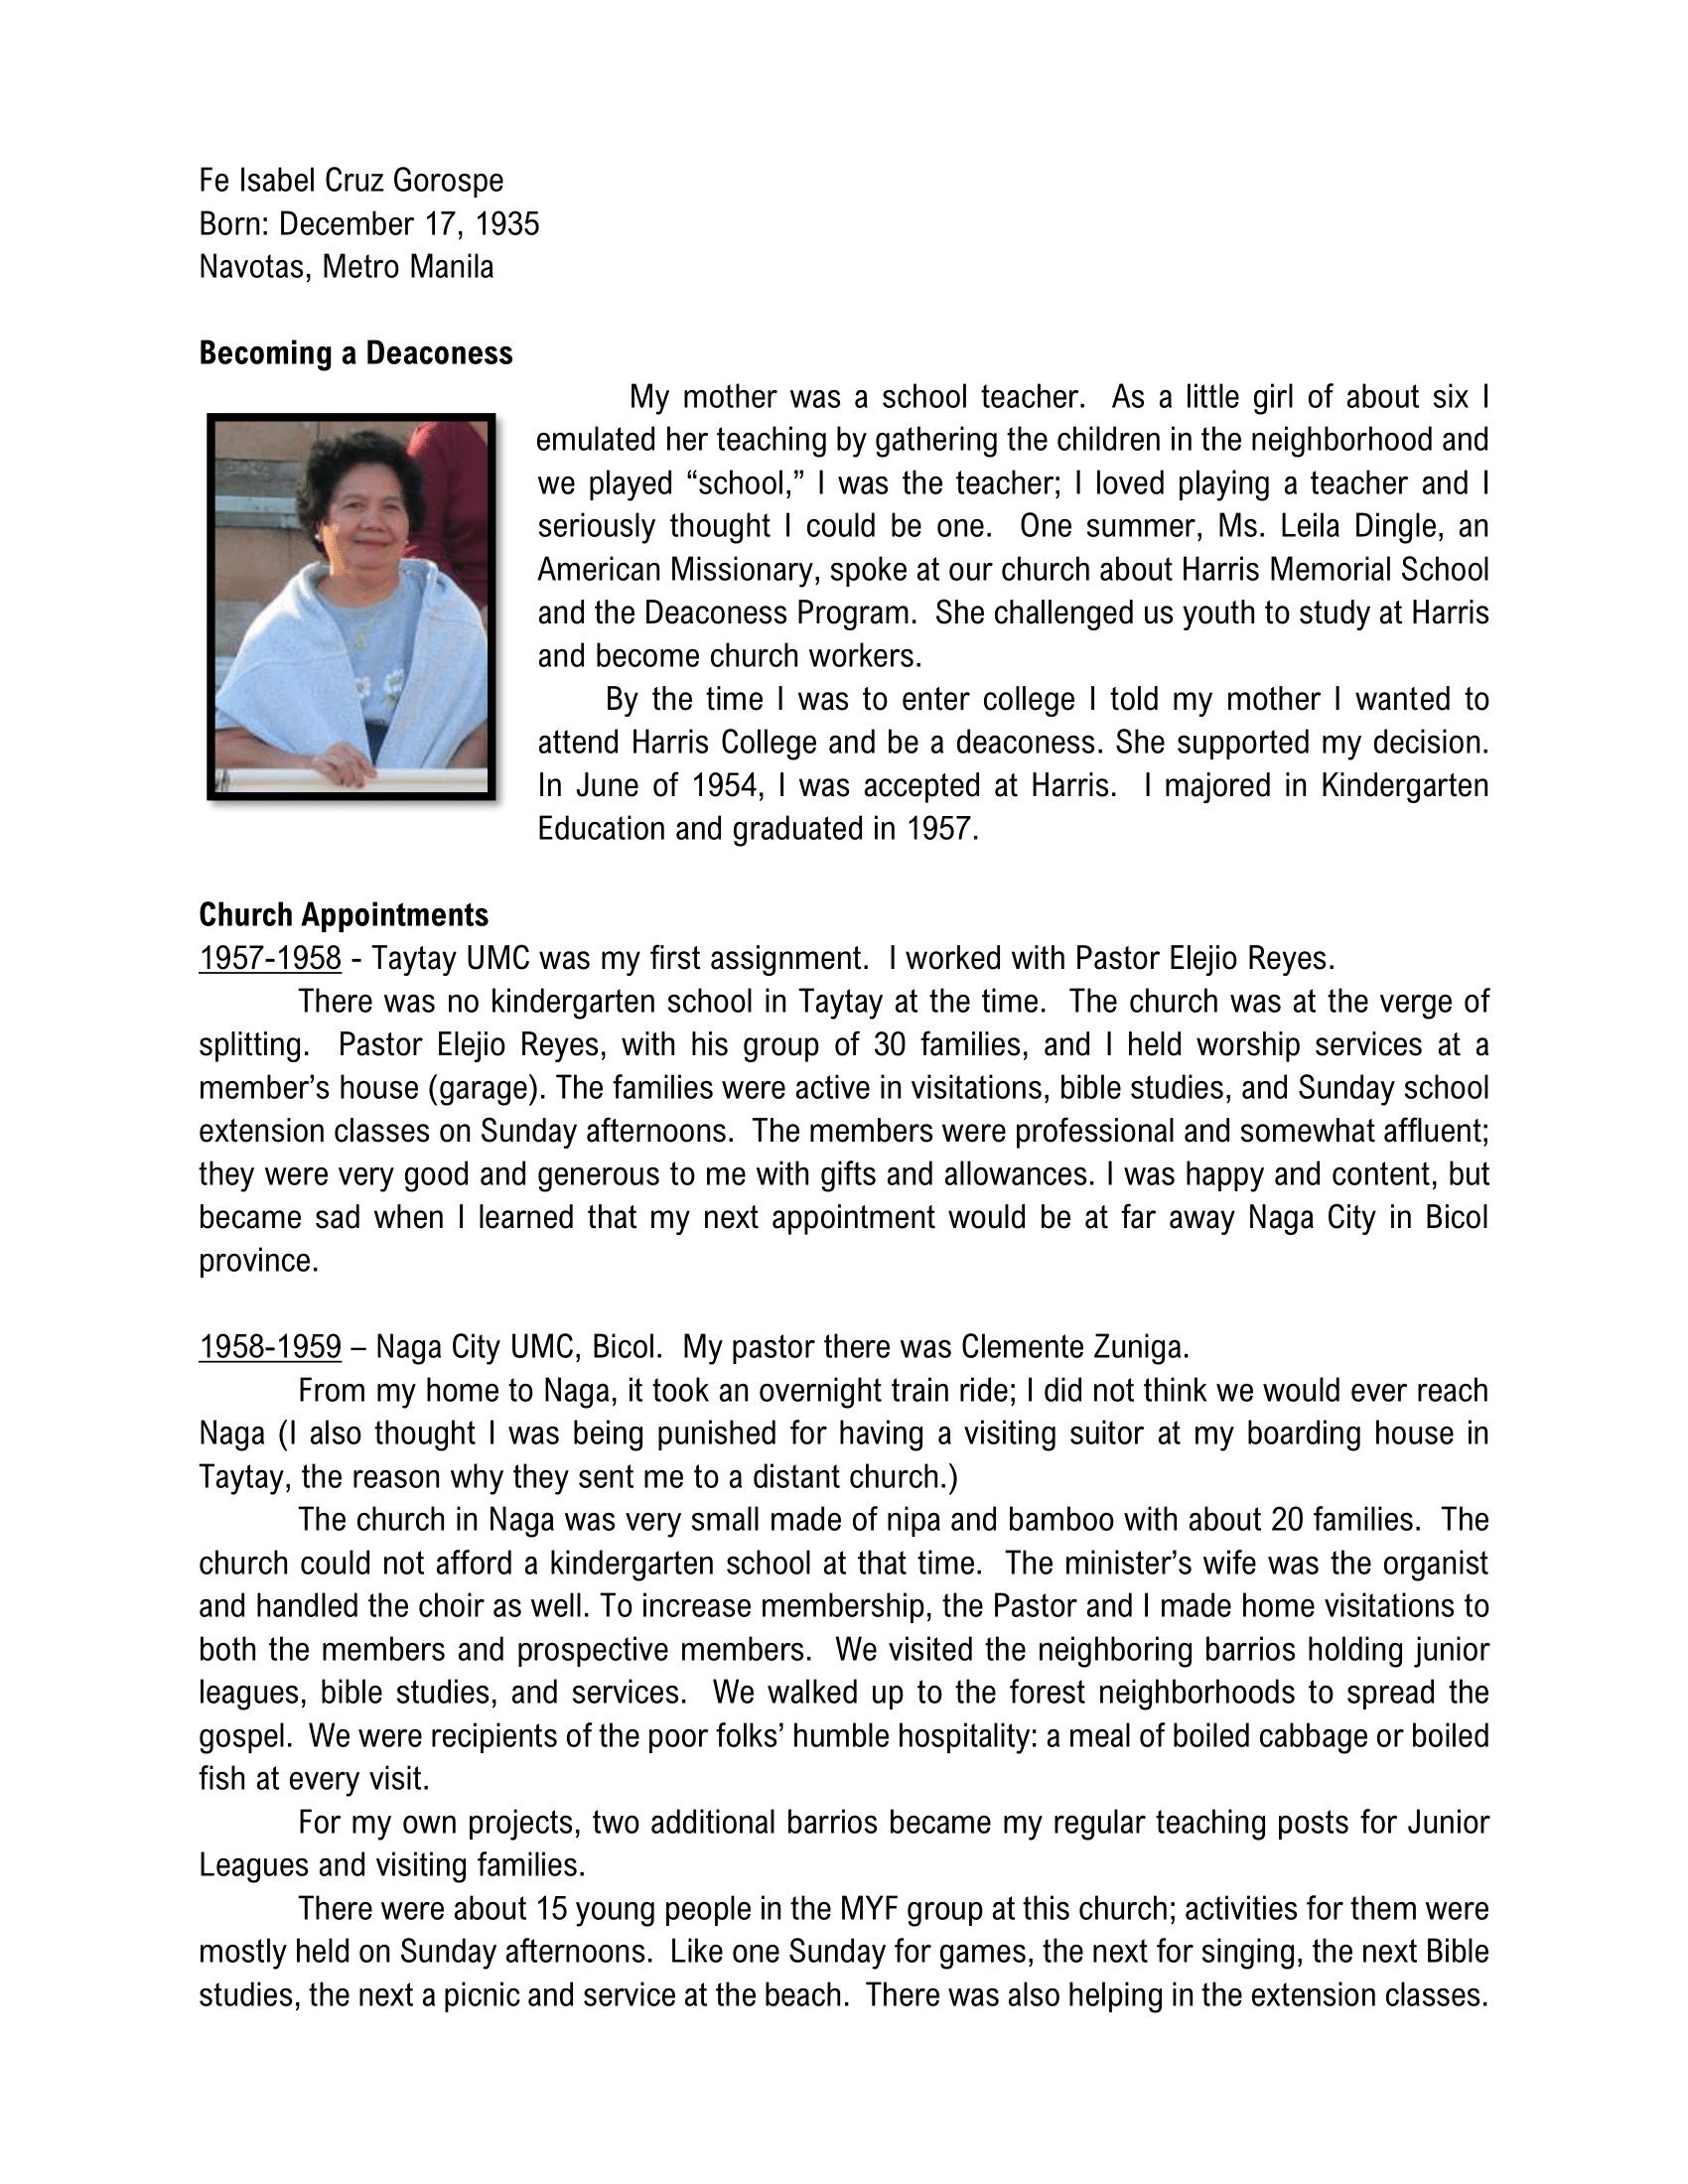 Fe Isabel Cruz Gorospe
Born: December 17, 1935
Navotas, Metro Manila
Becoming a Deaconess
My mother was a school teacher.  As a little girl of about six I
emulated her teaching by gathering the children in the neighborhood and
we played “school,” I was the teacher; I loved playing a teacher and I
seriously thought I could be one.  One summer, Ms. Leila Dingle, an
American Missionary, spoke at our church about Harris Memorial School
and the Deaconess Program.  She challenged us youth to study at Harris
and become church workers.
By the time I was to enter college I told my mother I wanted to
attend Harris College and be a deaconess. She supported my decision.
In June of 1954, I was accepted at Harris.  I majored in Kindergarten
Education and graduated in 1957.
Church Appointments
1957-1958 - Taytay UMC was my first assignment.  I worked with Pastor Elejio Reyes.
There was no kindergarten school in Taytay at the time.  The church was at the verge of
splitting.  Pastor Elejio Reyes, with his group of 30 families, and I held worship services at a
member’s house (garage). The families were active in visitations, bible studies, and Sunday school
extension classes on Sunday afternoons.  The members were professional and somewhat affluent;
they were very good and generous to me with gifts and allowances. I was happy and content, but
became sad when I learned that my next appointment would be at far away Naga City in Bicol
province.
1958-1959 – Naga City UMC, Bicol.  My pastor there was Clemente Zuniga.
From my home to Naga, it took an overnight train ride; I did not think we would ever reach
Naga (I also thought I was being punished for having a visiting suitor at my boarding house in
Taytay, the reason why they sent me to a distant church.)
The church in Naga was very small made of nipa and bamboo with about 20 families.  The
church could not afford a kindergarten school at that time.  The minister’s wife was the organist
and handled the choir as well. To increase membership, the Pastor and I made home visitations to
both the members and prospective members.  We visited the neighboring barrios holding junior
leagues, bible studies, and services.  We walked up to the forest neighborhoods to spread the
gospel.  We were recipients of the poor folks’ humble hospitality: a meal of boiled cabbage or boiled
fish at every visit.
For my own projects, two additional barrios became my regular teaching posts for Junior
Leagues and visiting families.
There were about 15 young people in the MYF group at this church; activities for them were
mostly held on Sunday afternoons.  Like one Sunday for games, the next for singing, the next Bible
studies, the next a picnic and service at the beach.  There was also helping in the extension classes.